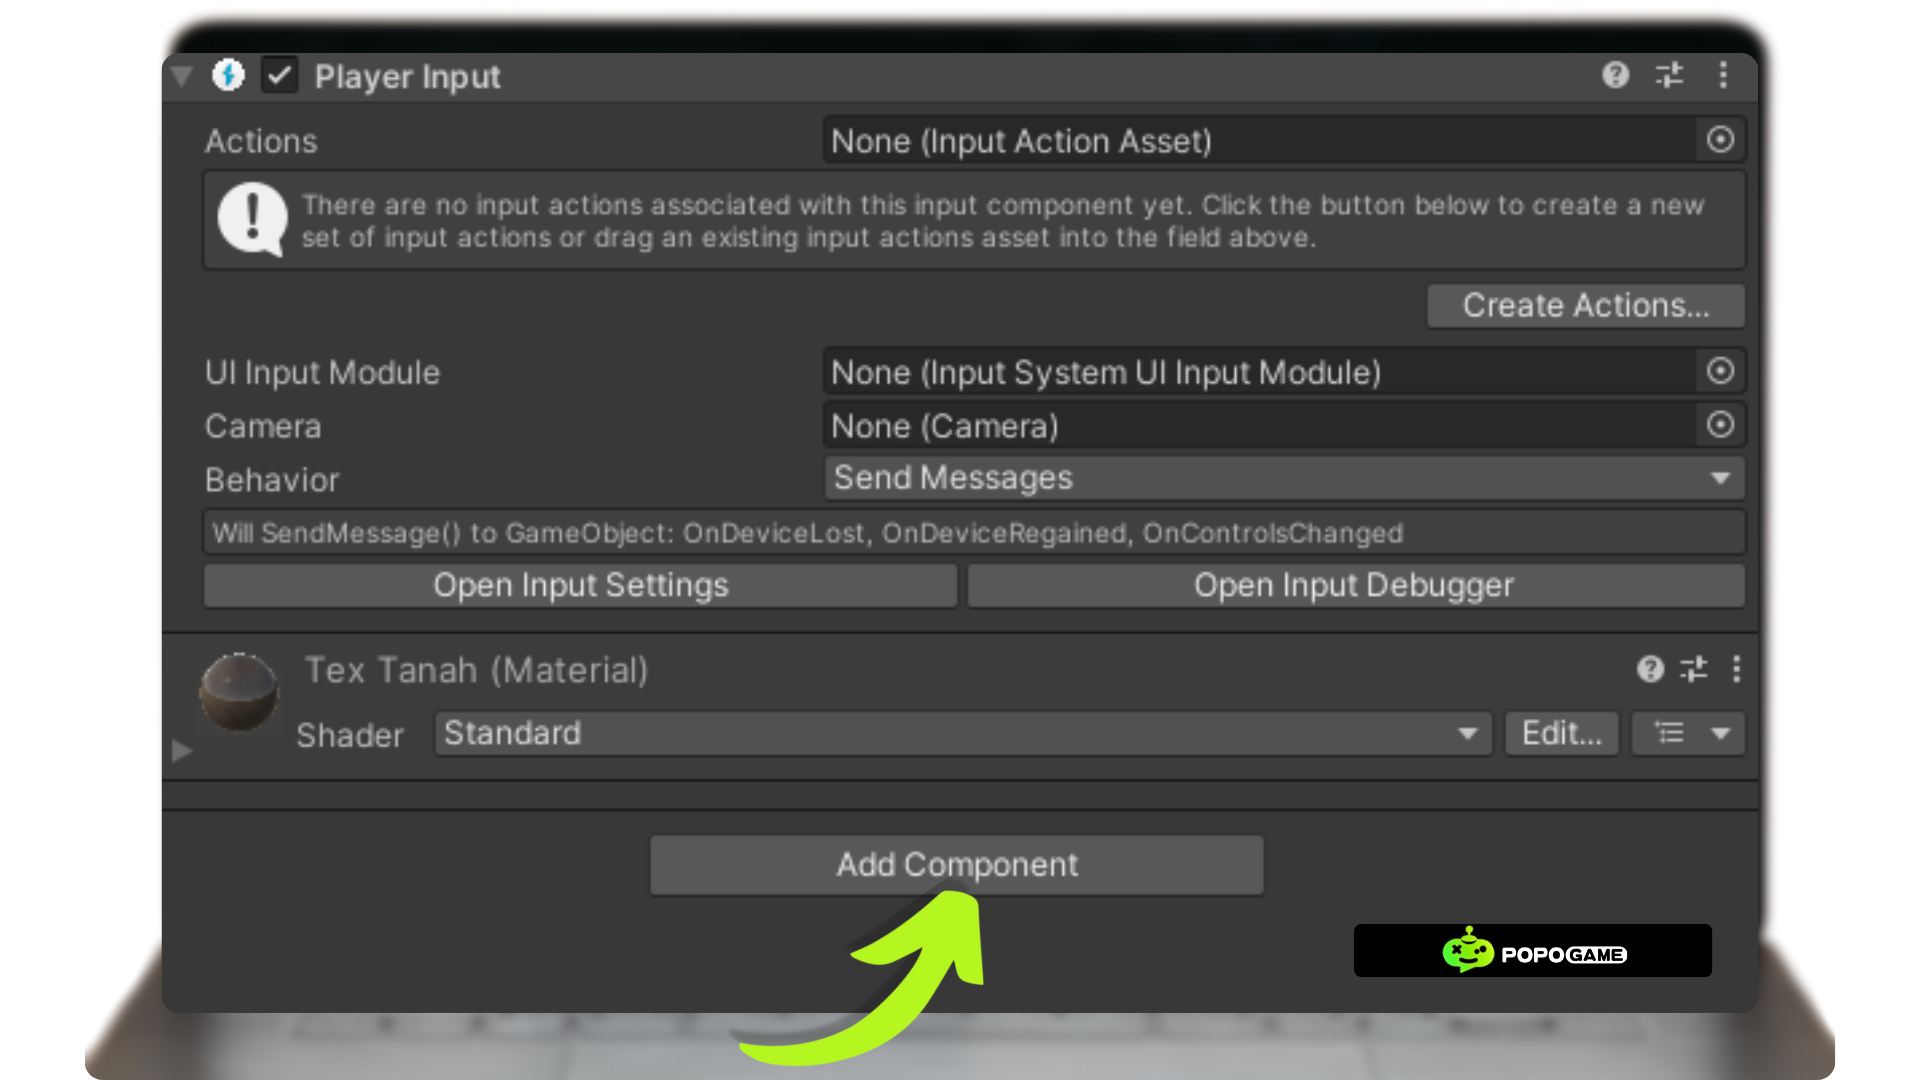 Player Input
Actions
None (Input Action Asset)
There are no input actions associated with this input component yet. Click the button below to create a new
set of input actions or drag an existing input actions asset into the field above.
Create Actions...
UI Input Module
None (Input System UI Input Module)
Camera
None (Camera)
Behavior
Send Messages
Will SendMessage() to GameObject: OnDeviceLost, OnDeviceRegained, OnControlsChanged
Open Input Settings
Open Input Debugger
Tex Tanah (Material)
Shader
Standard
Edit...
Add Component
POPOGAME